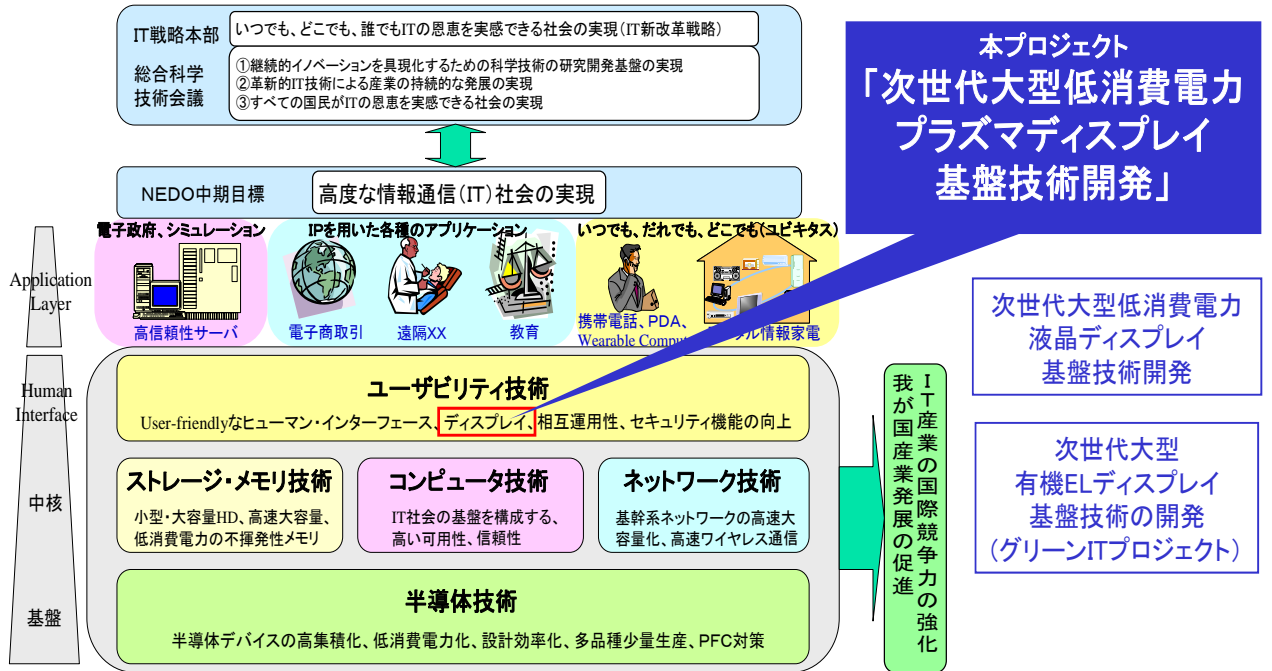 IT戦略本部
いつでも、どこでも、誰でもITの恩恵を実感できる社会の実現(IT新改革戦略)
総合科学
技術会議
①継続的イノベーションを具現化するための科学技術の研究開発基盤の実現
②革新的IT技術による産業の持続的な発展の実現
③すべての国民がITの恩恵を実感できる社会の実現
本プロジェクト
「次世代大型低消費電力
プラズマディスプレイ
基盤技術開発」
NEDO中期目標
高度な情報通信(IT)社会の実現
電子政府、シミュレーション
IPを用いた各種のアプリケーション
いつでも、だれでも、どこでも(ユビキタス)
Application
Layer
高信頼性サーバ
電子商取引
遠隔XX
教育
携帯電話、PDA、
Wearable Comput
ル情報家電
次世代大型低消費電力
液晶ディスプレイ
基盤技術開発
Human
Interface
ユーザビリティ技術
User-friendlyなヒューマン・インターフェース、ディスプレイ、相互運用性、セキュリティ機能の向上
中核
ストレージ・メモリ技術
小型・大容量HD、高速大容量、
低消費電力の不揮発性メモリ
コンピュータ技術
IT社会の基盤を構成する、
高い可用性、信頼性
ネットワーク技術
基幹系ネットワークの高速大
容量化、高速ワイヤレス通信
基盤
半導体技術
半導体デバイスの高集積化、低消費電力化、設計効率化、多品種少量生産、PFC対策
IT産業の国際競争力の強化
我が国産業発展の促進
次世代大型
有機ELディスプレイ
基盤技術の開発
(グリーンITプロジェクト)